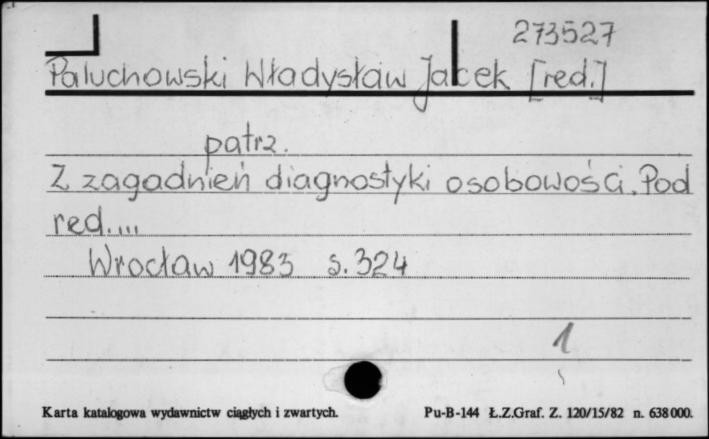 273527
Paluchowski Władysław Jacek [red.]
patrz.
Z zagadnień diagnostyki osobowości. Pod
red....
Wrocław 1983 s. 324
1
Karta katalogowa wydawnictw ciągłych i zwartych. Pu-B-144 Ł.Z.Graf. Z. 120/15/82 n. 638000.